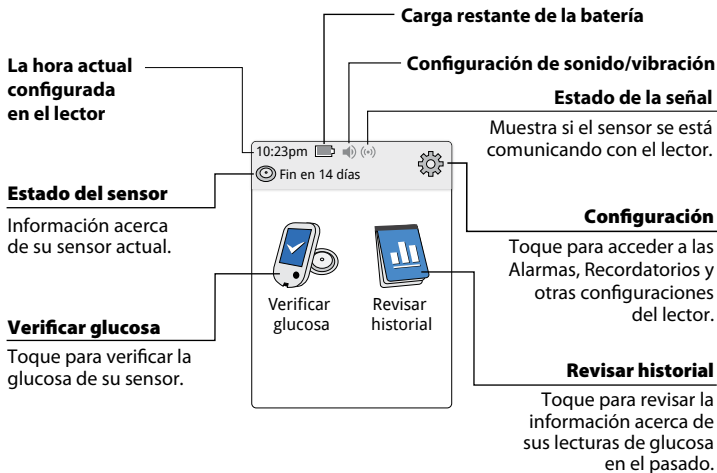 Carga restante de la batería
La hora actual
configurada
en el lector
Configuración de sonido/vibración
Estado de la señal
Muestra si el sensor se está
comunicando con el lector.
10:23pm
Fin en 14 días
Estado del sensor
Información acerca
de su sensor actual.
Configuración
Toque para acceder a las
Alarmas, Recordatorios y
otras configuraciones
del lector.
Verificar
glucosa
Revisar
historial
Verificar glucosa
Toque para verificar la
glucosa de su sensor.
Revisar historial
Toque para revisar la
información acerca de
sus lecturas de glucosa
en el pasado.